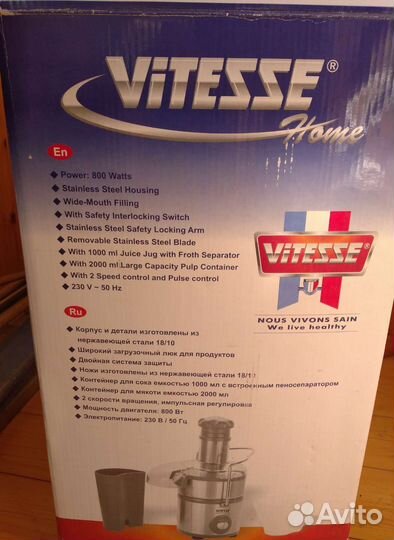 ViTESSE®
Home
En
◆ Power: 800 Watts
◆ Stainless Steel Housing
◆ Wide-Mouth Filling
◆ With Safety Interlocking Switch
◆ Stainless Steel Safety Locking Arm
◆ Removable Stainless Steel Blade
◆ With 1000 ml Juice Jug with Froth Separator
◆ With 2000 ml Large Capacity Pulp Container
◆ With 2 Speed control and Pulse control
◆ 230 V ~ 50 Hz
ViTESSE®
NOUS VIVONS SAIN
We live healthy
Ru
◆ Корпус и детали изготовлены из
нержавеющей стали 18/10
◆ Широкий загрузочный люк для продуктов
◆ Двойная система защиты
◆ Ножи изготовлены из нержавеющей стали 18/10
◆ Контейнер для сока емкостью 1000 мл с встроенным пеносепаратором
◆ Контейнер для мякоти емкостью 2000 мл
◆ 2 скорости вращения, импульсная регулировка
◆ Мощность двигателя: 800 Вт
◆ Электропитание: 230 В / 50 Гц
Avito